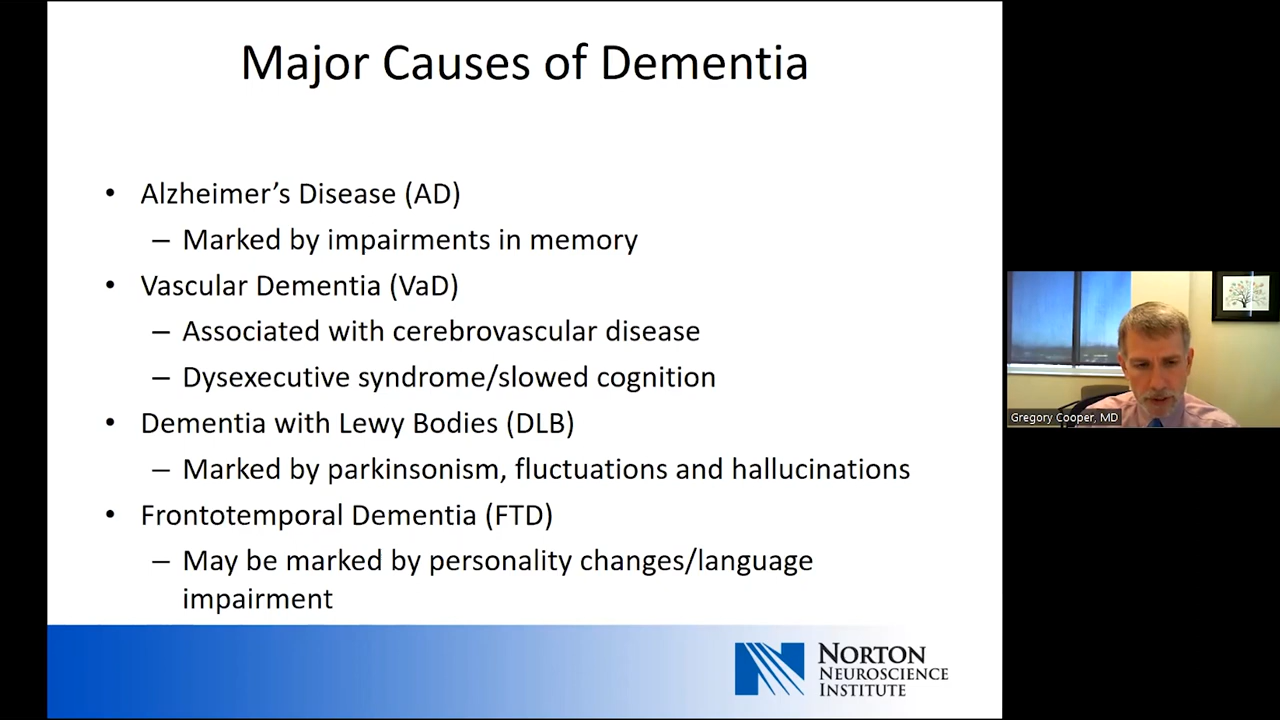 Major Causes of Dementia
• Alzheimer’s Disease (AD)
– Marked by impairments in memory
• Vascular Dementia (VaD)
– Associated with cerebrovascular disease
– Dysexecutive syndrome/slowed cognition
• Dementia with Lewy Bodies (DLB)
– Marked by parkinsonism, fluctuations and hallucinations
• Frontotemporal Dementia (FTD)
– May be marked by personality changes/language
impairment
NORTON
NEUROSCIENCE
INSTITUTE
Gregory Cooper, MD